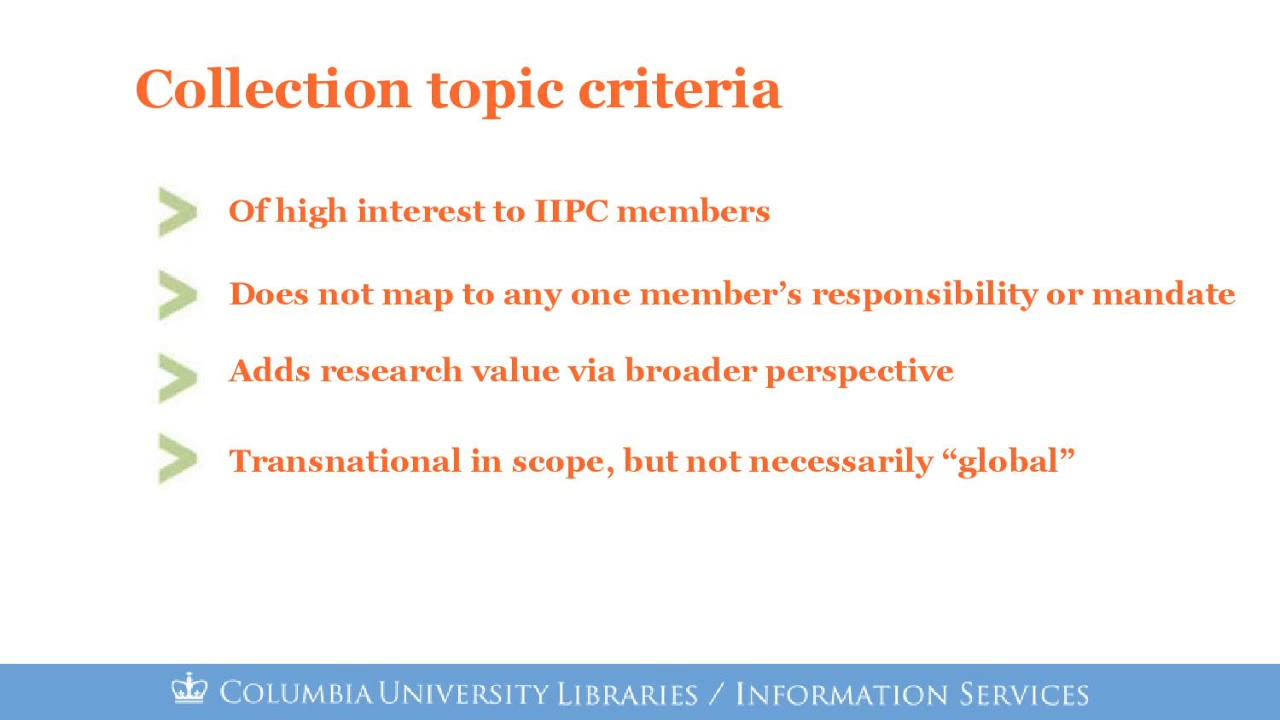 Collection topic criteria
Of high interest to IIPC members
Does not map to any one member’s responsibility or mandate
Adds research value via broader perspective
Transnational in scope, but not necessarily “global”
COLUMBIA UNIVERSITY LIBRARIES / INFORMATION SERVICES